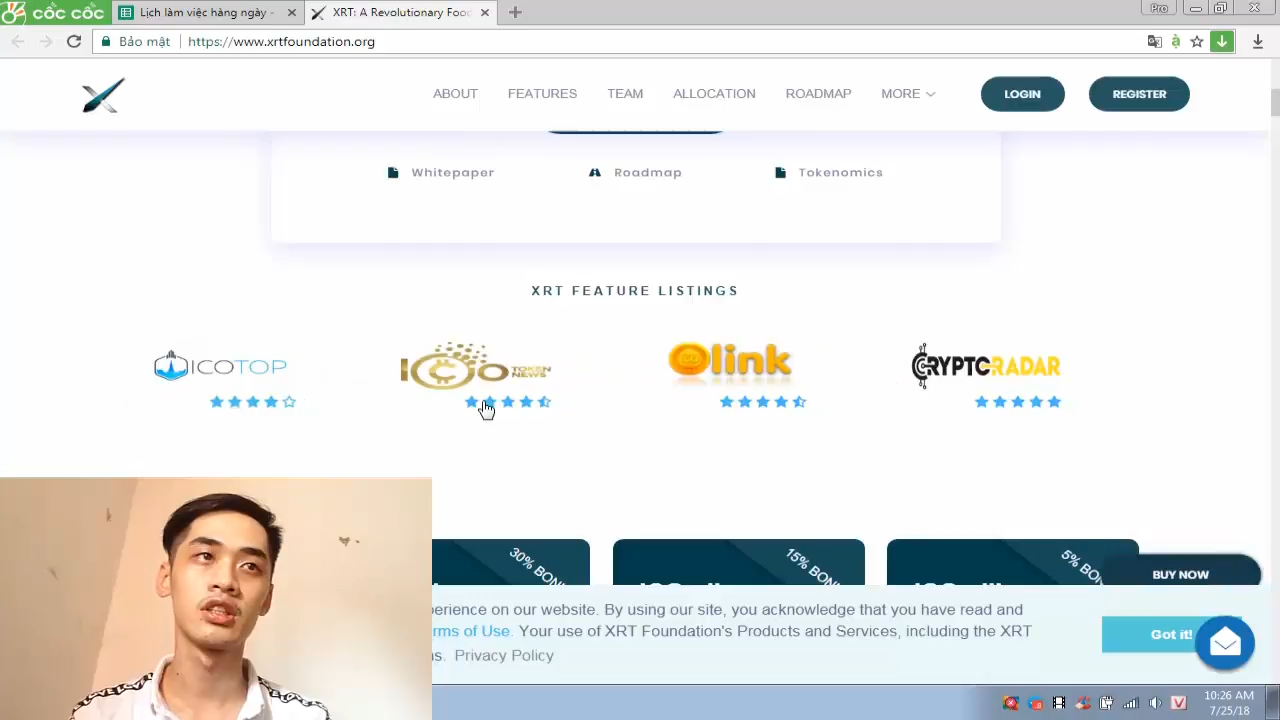 cốc cốc
Lịch làm việc hàng ngày -
XRT: A Revolutionary Food
Pro
Bảo mật
https://www.xrtfoundation.org
ABOUT
FEATURES
TEAM
ALLOCATION
ROADMAP
MORE
LOGIN
REGISTER
Whitepaper
Roadmap
Tokenomics
XRT FEATURE LISTINGS
ICOTOP
ICO TOKEN NEWS
Olink
CRYPTORADAR
30% BON
15% BON
5% BON
BUY NOW
perience on our website. By using our site, you acknowledge that you have read and
rms of Use. Your use of XRT Foundation's Products and Services, including the XRT
s. Privacy Policy
Got it!
10:26 AM
7/25/18